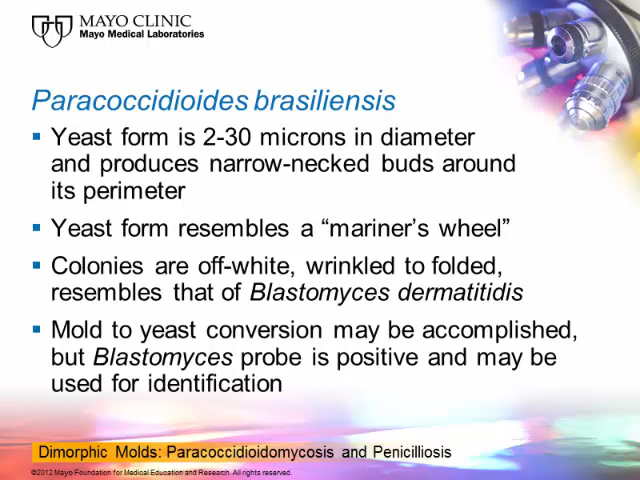 MAYO CLINIC
Mayo Medical Laboratories
Paracoccidioides brasiliensis
▪ Yeast form is 2-30 microns in diameter
and produces narrow-necked buds around
its perimeter
▪ Yeast form resembles a “mariner’s wheel”
▪ Colonies are off-white, wrinkled to folded,
resembles that of Blastomyces dermatitidis
▪ Mold to yeast conversion may be accomplished,
but Blastomyces probe is positive and may be
used for identification
Dimorphic Molds: Paracoccidioidomycosis and Penicilliosis
©2012 Mayo Foundation for Medical Education and Research. All rights reserved.